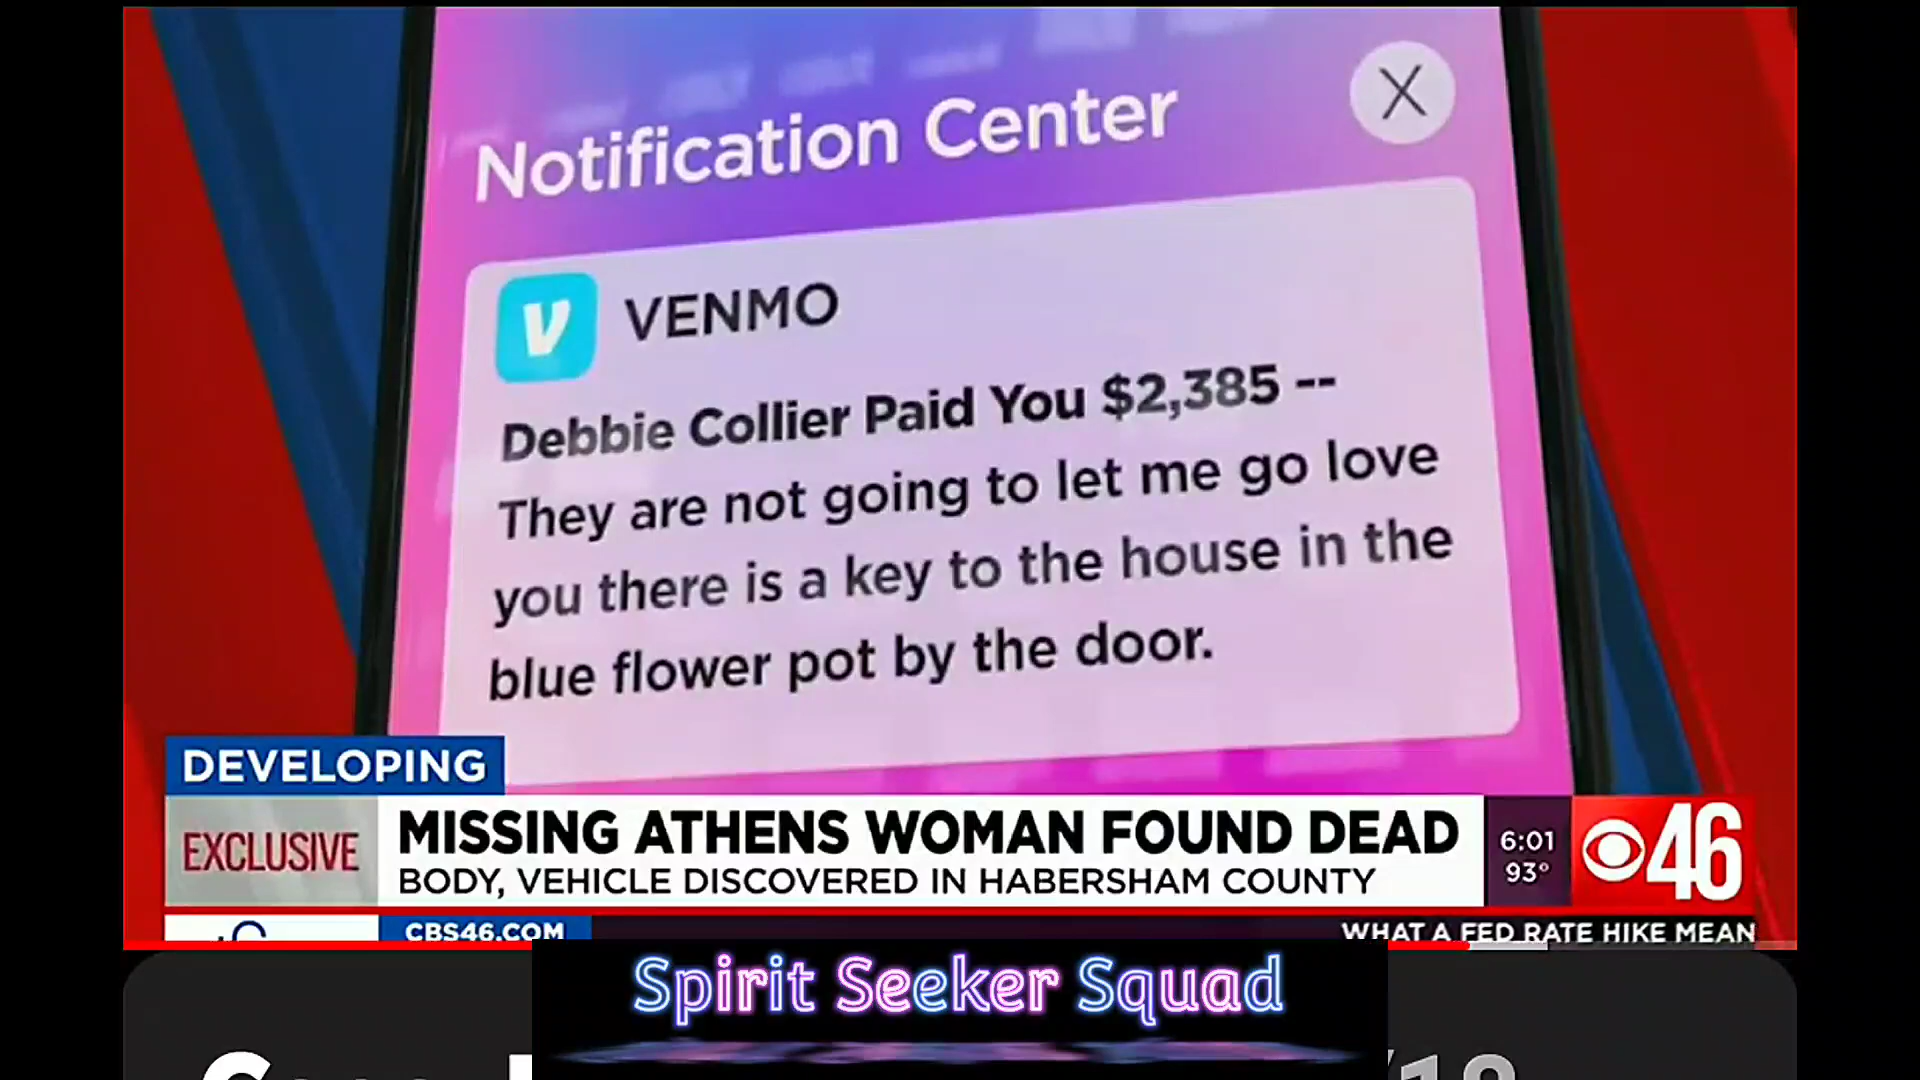 Notification Center
X
V VENMO
Debbie Collier Paid You $2,385 --
They are not going to let me go love
you there is a key to the house in the
blue flower pot by the door.
DEVELOPING
EXCLUSIVE
MISSING ATHENS WOMAN FOUND DEAD
BODY, VEHICLE DISCOVERED IN HABERSHAM COUNTY
6:01
93°
46
CBS46.COM
WHAT A FED RATE HIKE MEAN
Spirit Seeker Squad